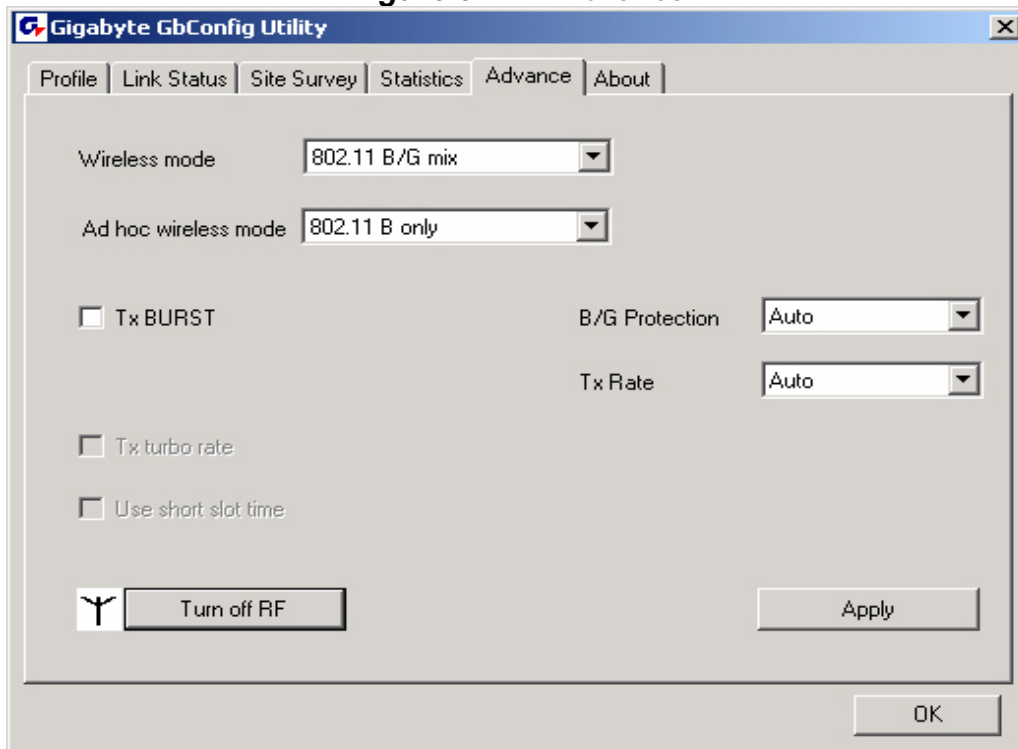 Gigabyte GbConfig Utility
Profile Link Status Site Survey Statistics Advance About
Wireless mode 802.11 B/G mix
Ad hoc wireless mode 802.11 B only
Tx BURST B/G Protection Auto
Tx Rate Auto
Tx turbo rate
Use short slot time
Turn off RF Apply
OK